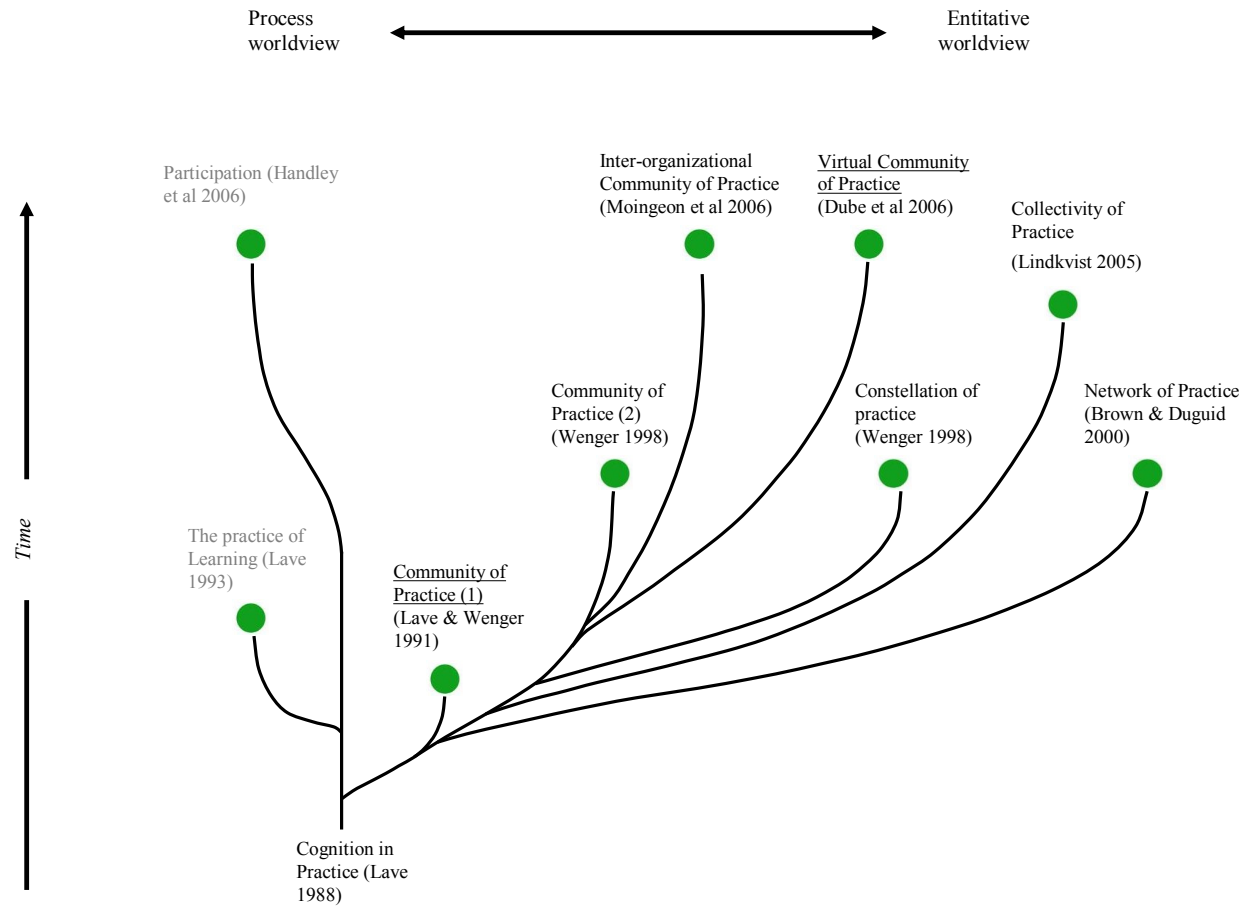 Process
worldview
Entitative
worldview
Participation (Handley
et al 2006)
Inter-organizational
Community of Practice
(Moingeon et al 2006)
Virtual Community
of Practice
(Dube et al 2006)
Collectivity of
Practice
(Lindkvist 2005)
Community of
Practice (2)
(Wenger 1998)
Constellation of
practice
(Wenger 1998)
Network of Practice
(Brown & Duguid
2000)
Time
The practice of
Learning (Lave
1993)
Community of
Practice (1)
(Lave & Wenger
1991)
Cognition in
Practice (Lave
1988)